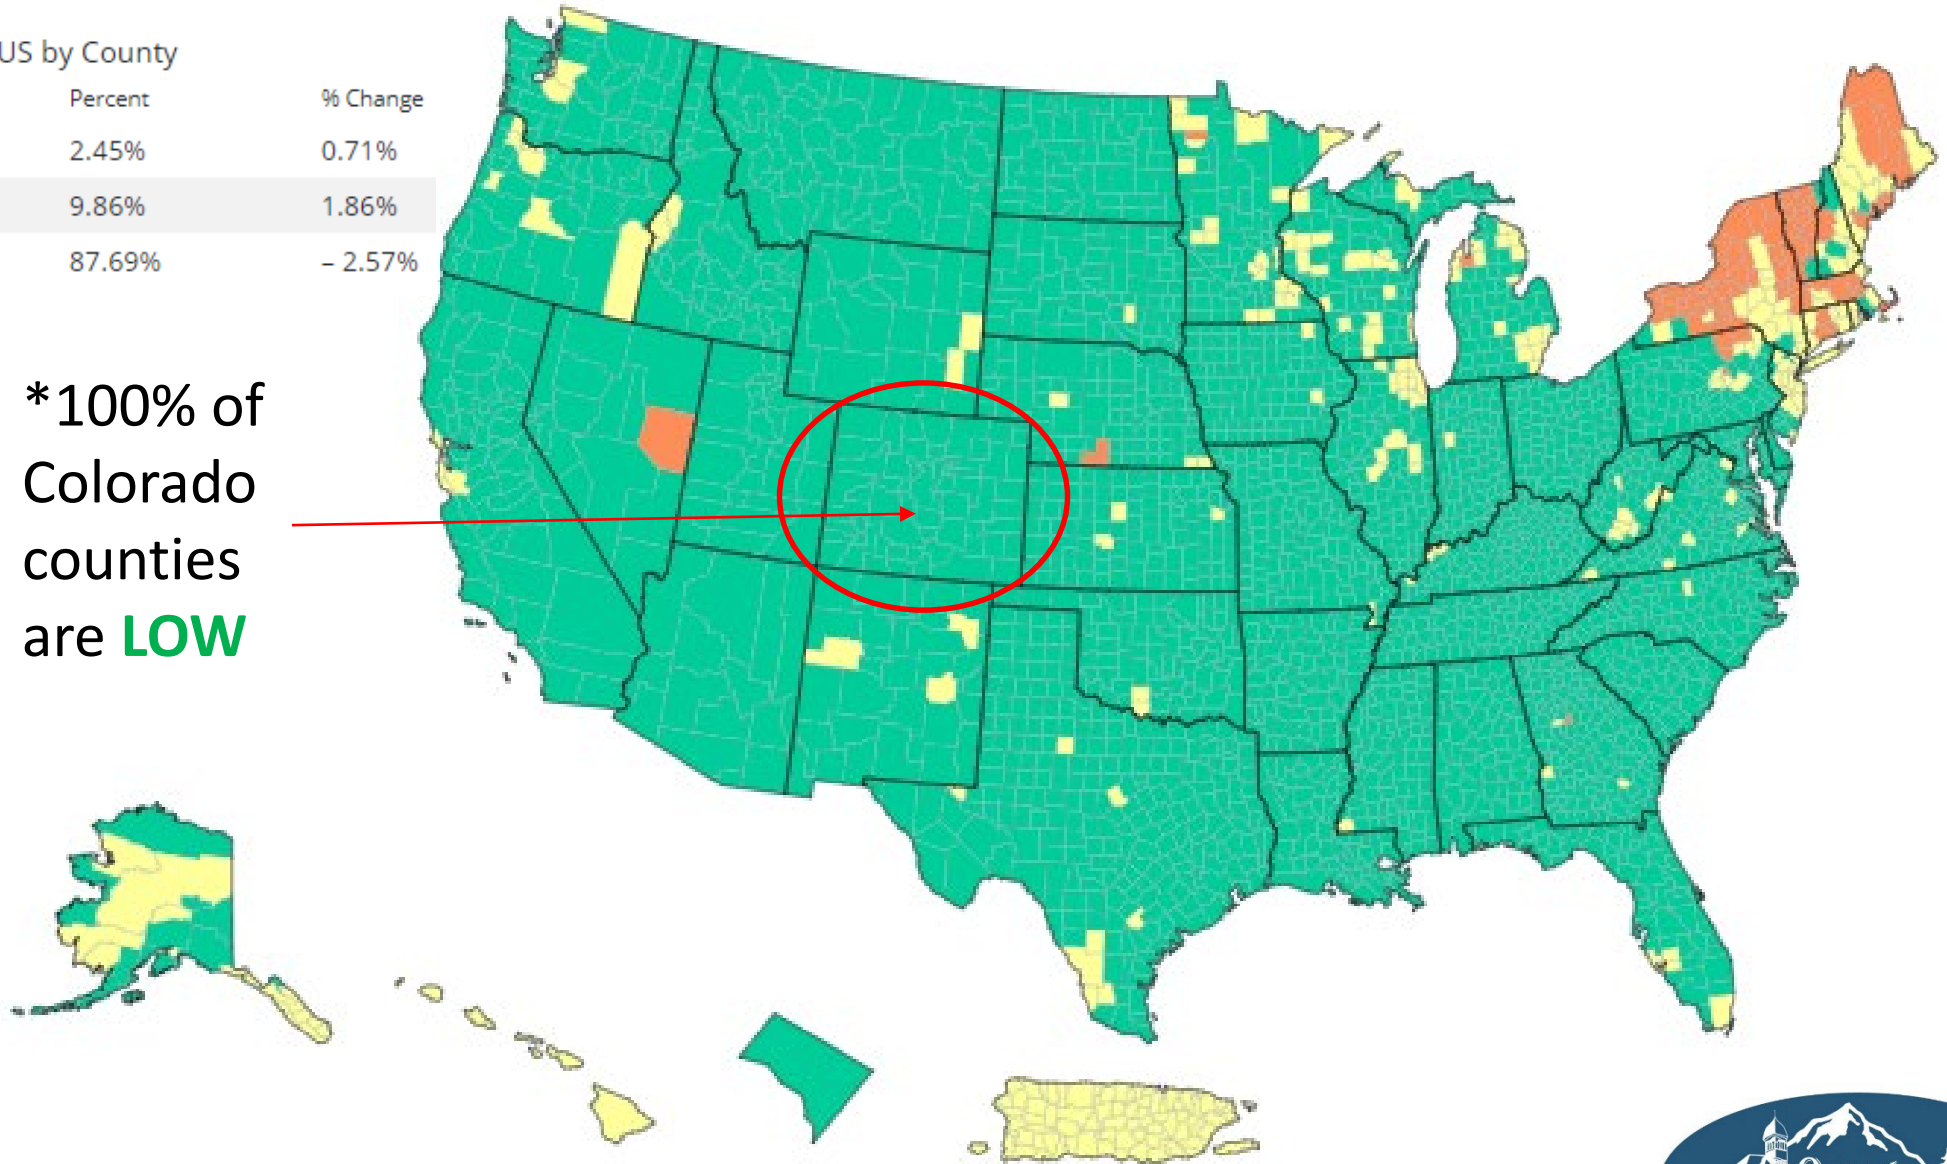 US by County
Percent % Change
2.45% 0.71%
9.86% 1.86%
87.69% – 2.57%
*100% of
Colorado
counties
are LOW